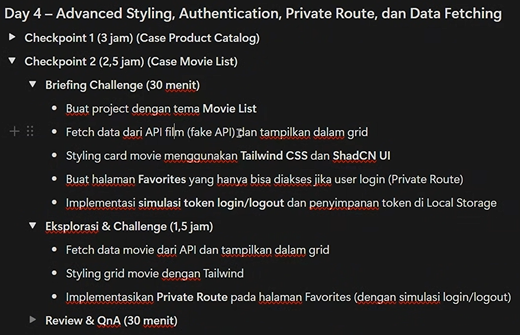 Day 4 – Advanced Styling, Authentication, Private Route, dan Data Fetching
Checkpoint 1 (3 jam) (Case Product Catalog)
Checkpoint 2 (2,5 jam) (Case Movie List)
Briefing Challenge (30 menit)
Buat project dengan tema Movie List
Fetch data dari API film (fake API) dan tampilkan dalam grid
Styling card movie menggunakan Tailwind CSS dan ShadCN UI
Buat halaman Favorites yang hanya bisa diakses jika user login (Private Route)
Implementasi simulasi token login/logout dan penyimpanan token di Local Storage
Eksplorasi & Challenge (1,5 jam)
Fetch data movie dari API dan tampilkan dalam grid
Styling grid movie dengan Tailwind
Implementasikan Private Route pada halaman Favorites (dengan simulasi login/logout)
Review & QnA (30 menit)